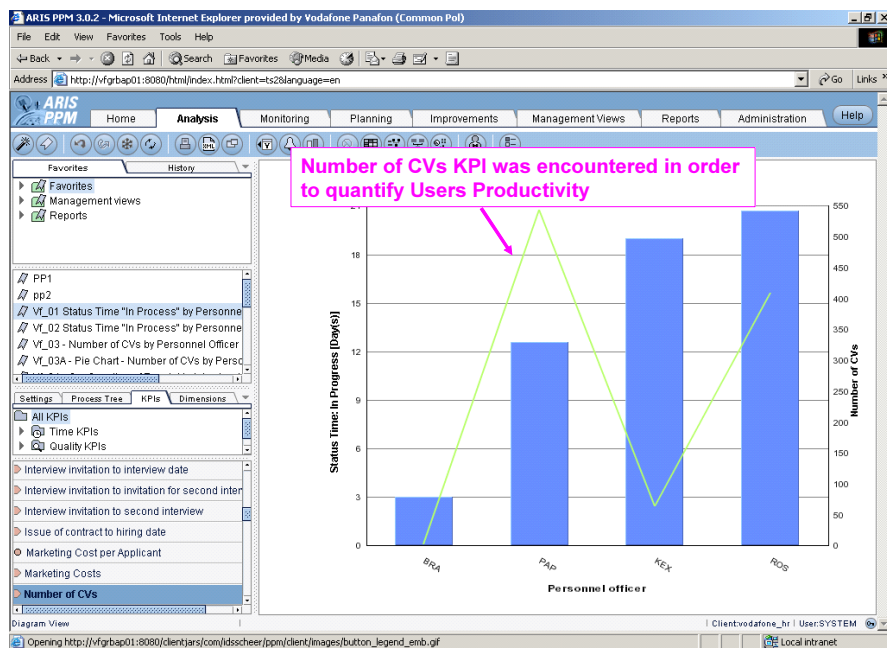 ARIS PPM 3.0.2 - Microsoft Internet Explorer provided by Vodafone Panafon (Common Pol)
File Edit View Favorites Tools Help
Back Search Favorites Media
Address http://vfgrbap01:8080/html/index.html?client=ts2&language=en Go Links
ARIS PPM Home Analysis Monitoring Planning Improvements Management Views Reports Administration Help
Favorites History
Favorites
Management views
Reports
Number of CVs KPI was encountered in order
to quantify Users Productivity
PP1
pp2
Vf_01 Status Time "In Process" by Personne
Vf_02 Status Time "In Process" by Personne
Vf_03 - Number of CVs by Personnel Officer
Vf_03A - Pie Chart - Number of CVs by Persc
Settings Process Tree KPIs Dimensions
All KPIs
Time KPIs
Quality KPIs
Interview invitation to interview date
Interview invitation to invitation for second inter
Interview invitation to second interview
Issue of contract to hiring date
Marketing Cost per Applicant
Marketing Costs
Number of CVs
Status Time: In Progress [Day(s)]
18
15
12
9
6
3
0
550
500
450
400
350
300
250
200
150
100
50
0
Number of CVs
BRA PAP KEX ROS
Personnel officer
Diagram View Client:vodafone_hr User:SYSTEM
Opening http://vfgrbap01:8080/clientjars/com/idsscheer/ppm/client/images/button_legend_emb.gif Local intranet